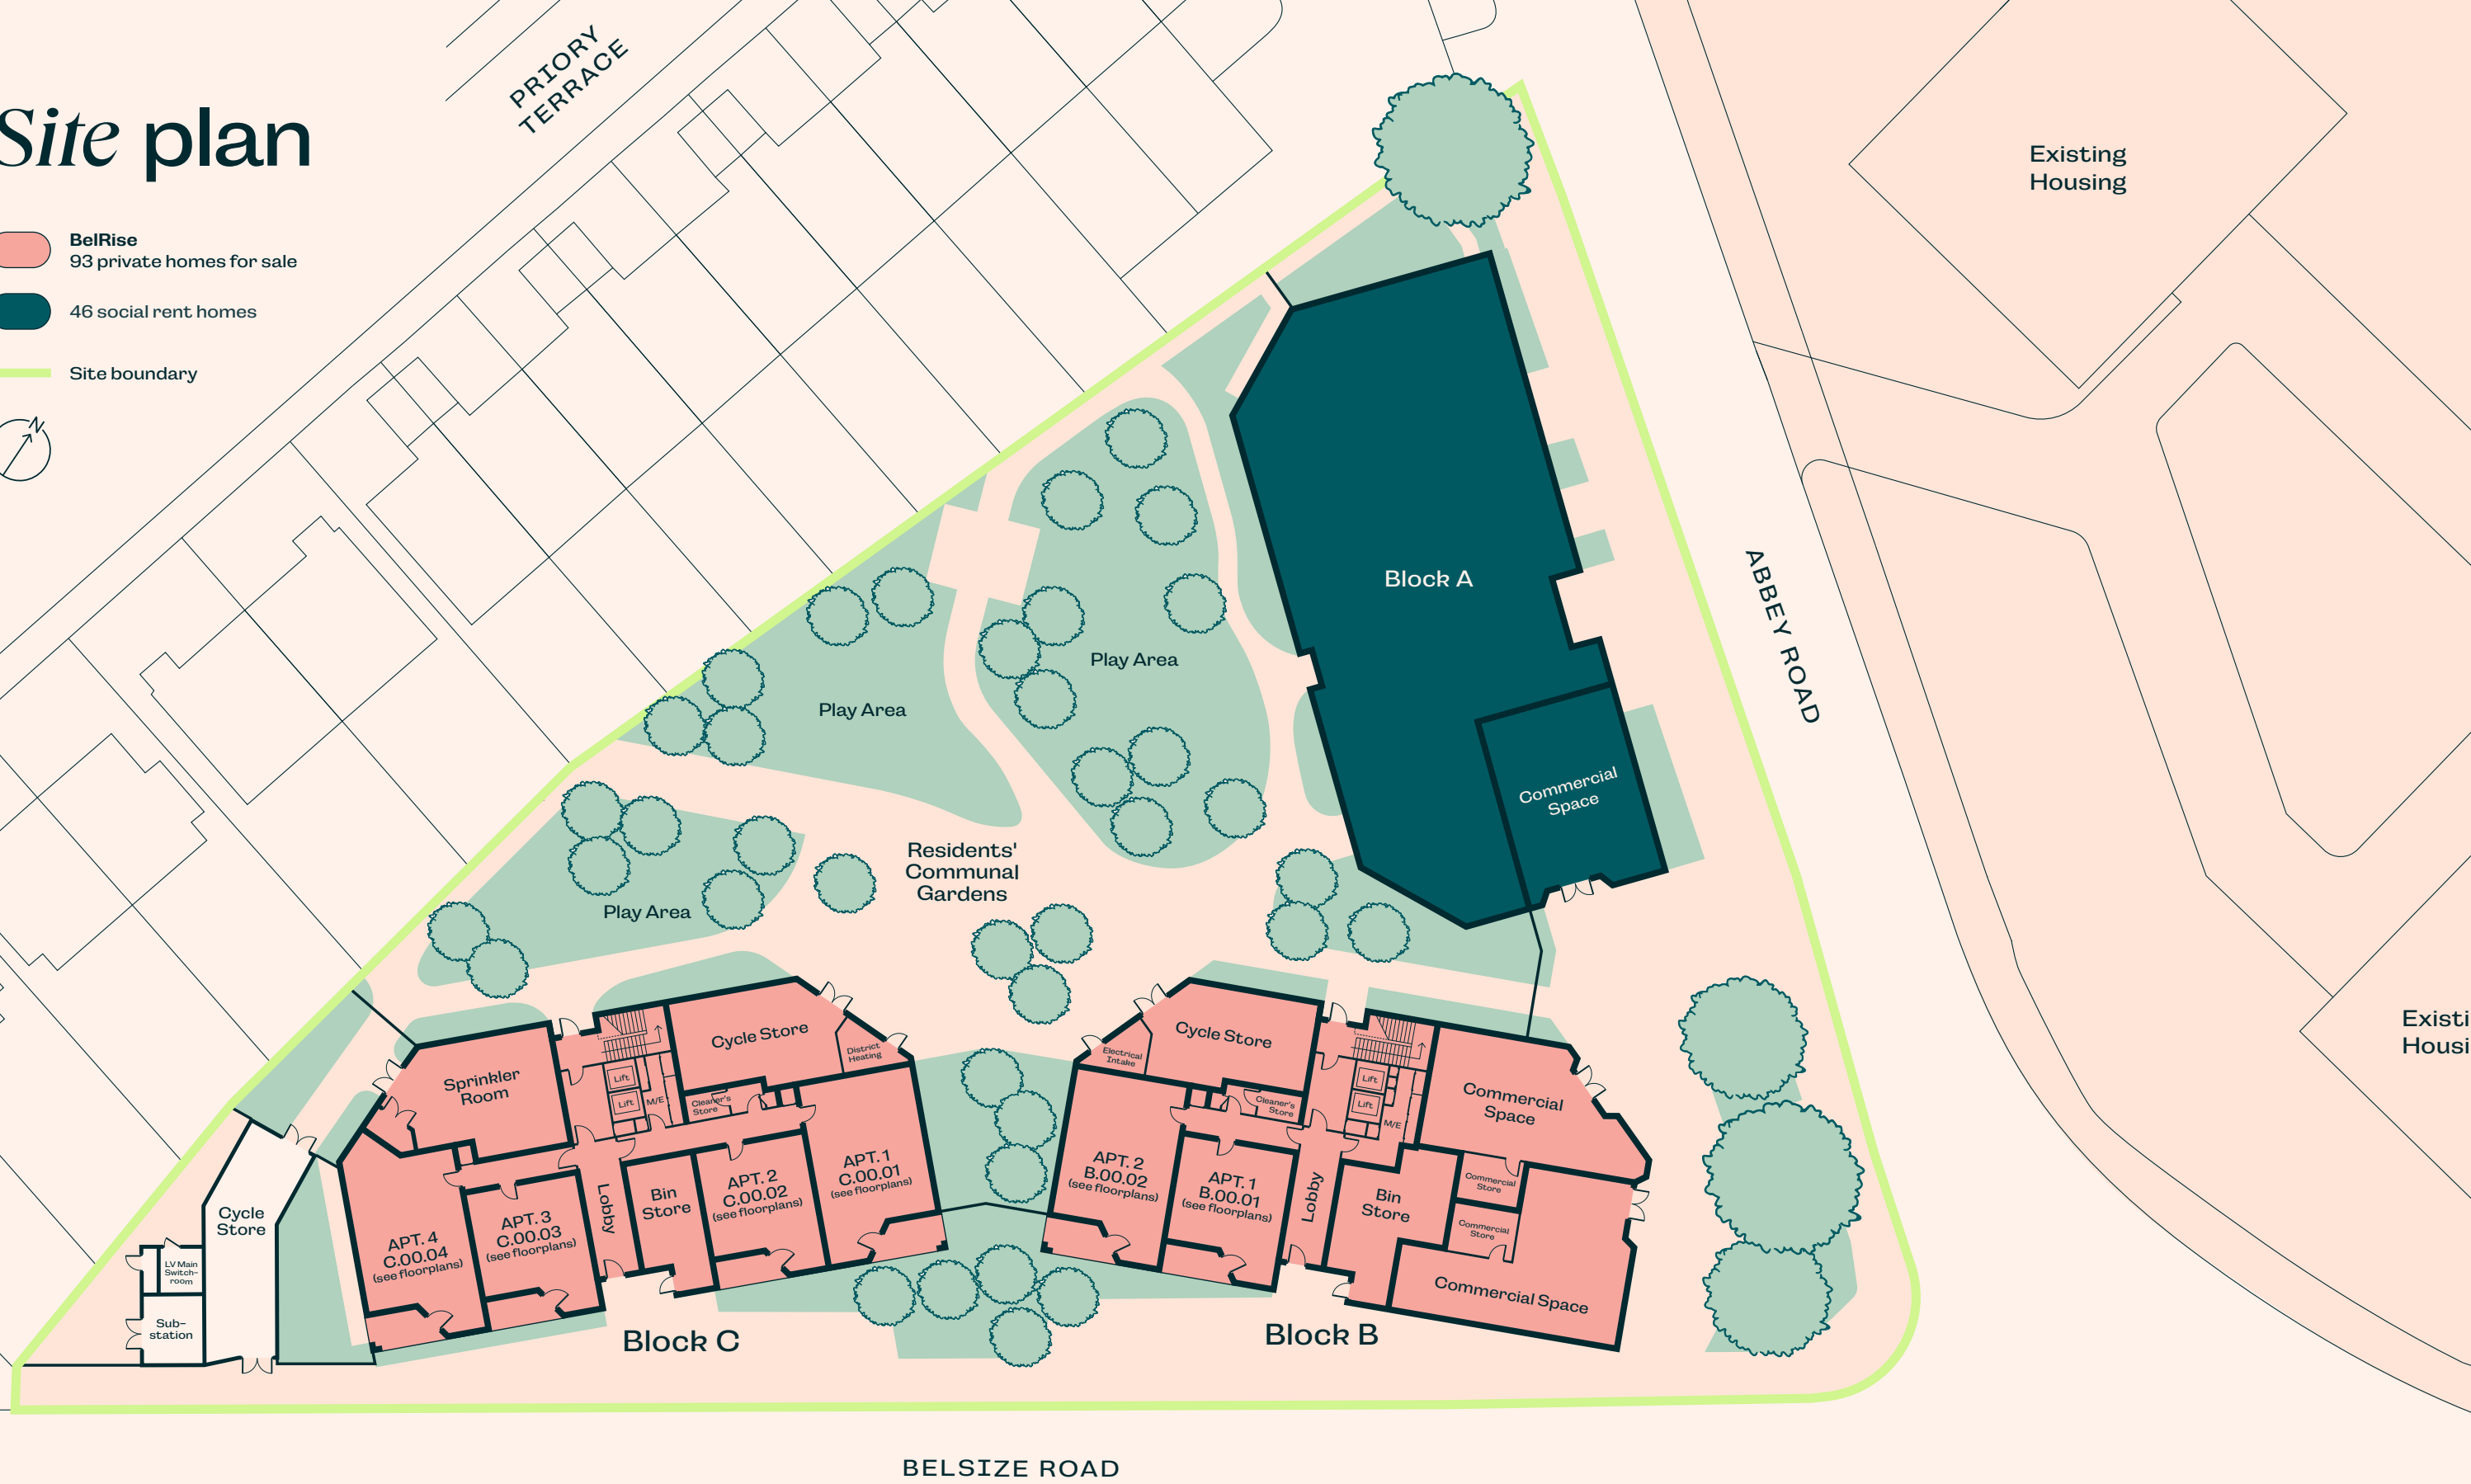 Site plan
BelRise
93 private homes for sale
46 social rent homes
Site boundary
N
PRIORY
TERRACE
Existing
Housing
ABBEY ROAD
Block A
Commercial
Space
Play Area
Play Area
Play Area
Residents'
Communal
Gardens
Sprinkler
Room
Lift
Lift
M/E
Cycle Store
District
Heating
Cleaner's
Store
APT. 1
C.00.01
(see floorplans)
APT. 2
C.00.02
(see floorplans)
Bin
Store
Lobby
APT. 3
C.00.03
(see floorplans)
APT. 4
C.00.04
(see floorplans)
Cycle
Store
LV Main
Switch-
room
Sub-
station
Block C
Cycle Store
Electrical
Intake
Cleaner's
Store
Lift
Lift
M/E
APT. 2
B.00.02
(see floorplans)
APT. 1
B.00.01
(see floorplans)
Lobby
Bin
Store
Commercial
Space
Commercial
Store
Commercial
Store
Commercial Space
Block B
Existi
Housi
BELSIZE ROAD